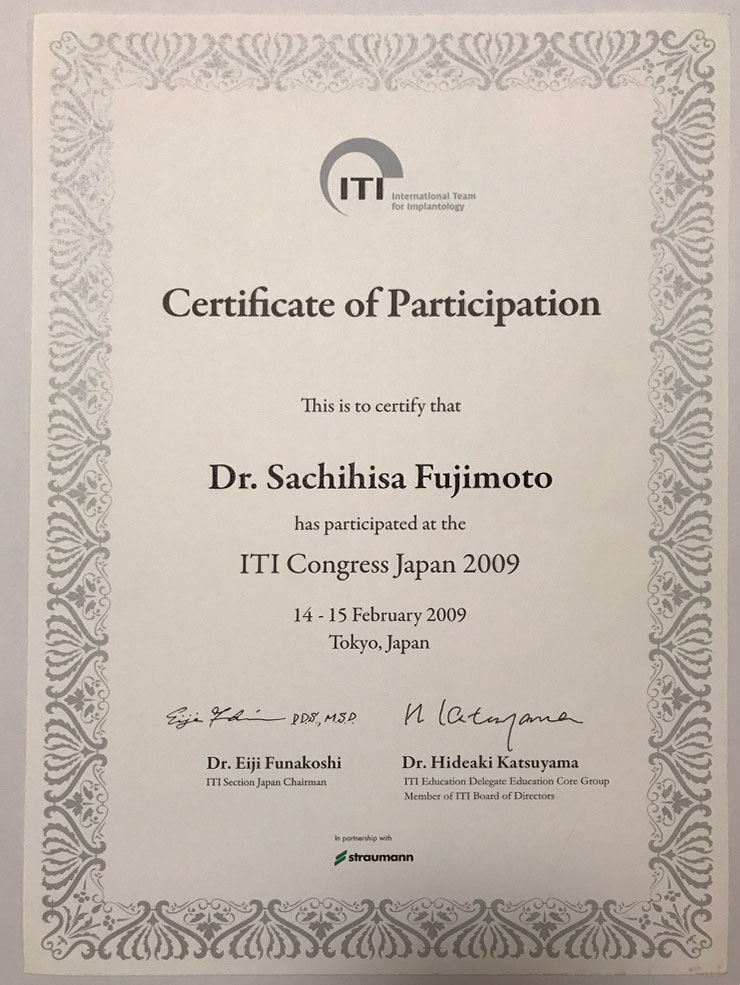 ITI International Team
for Implantology
Certificate of Participation
This is to certify that
Dr. Sachihisa Fujimoto
has participated at the
ITI Congress Japan 2009
14 - 15 February 2009
Tokyo, Japan
Eiji DDS, MSD.
H Katsuyama
Dr. Eiji Funakoshi
ITI Section Japan Chairman
Dr. Hideaki Katsuyama
ITI Education Delegate Education Core Group
Member of ITI Board of Directors
In partnership with
straumann